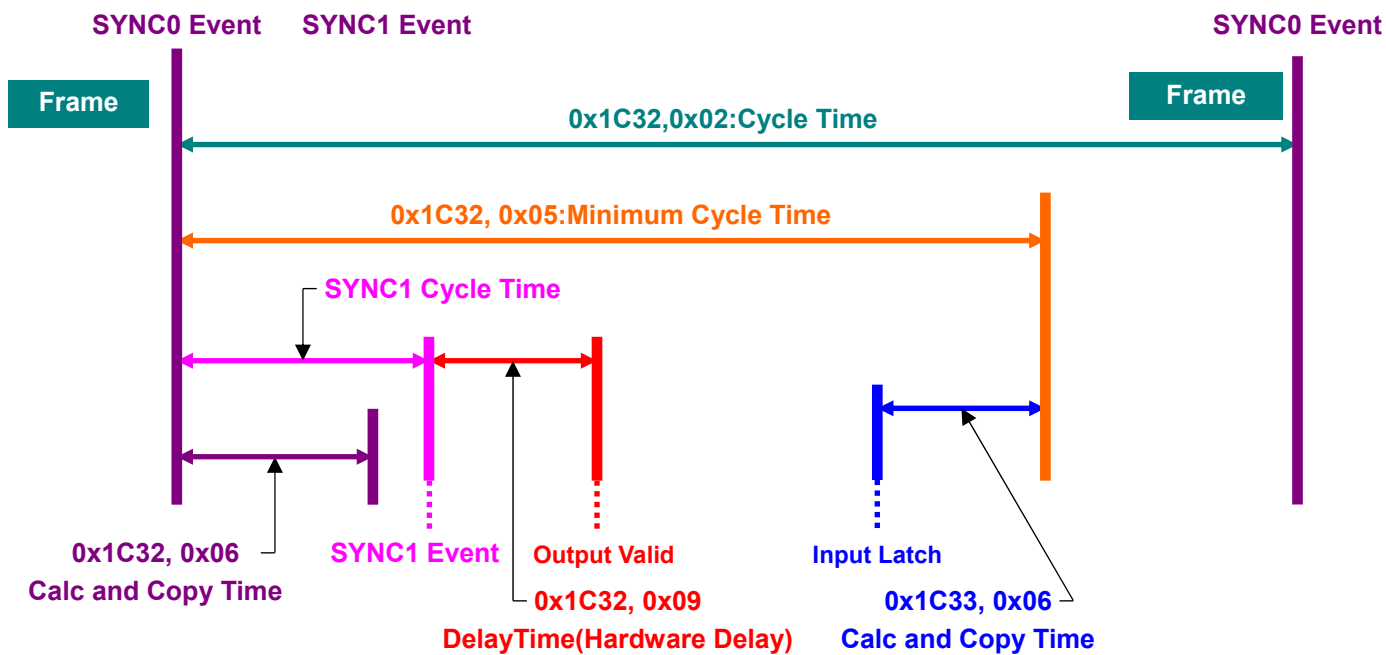 SYNC0 Event
SYNC1 Event
SYNC0 Event
Frame
Frame
0x1C32,0x02:Cycle Time
0x1C32, 0x05:Minimum Cycle Time
SYNC1 Cycle Time
0x1C32, 0x06
Calc and Copy Time
SYNC1 Event
Output Valid
Input Latch
0x1C32, 0x09
DelayTime(Hardware Delay)
0x1C33, 0x06
Calc and Copy Time